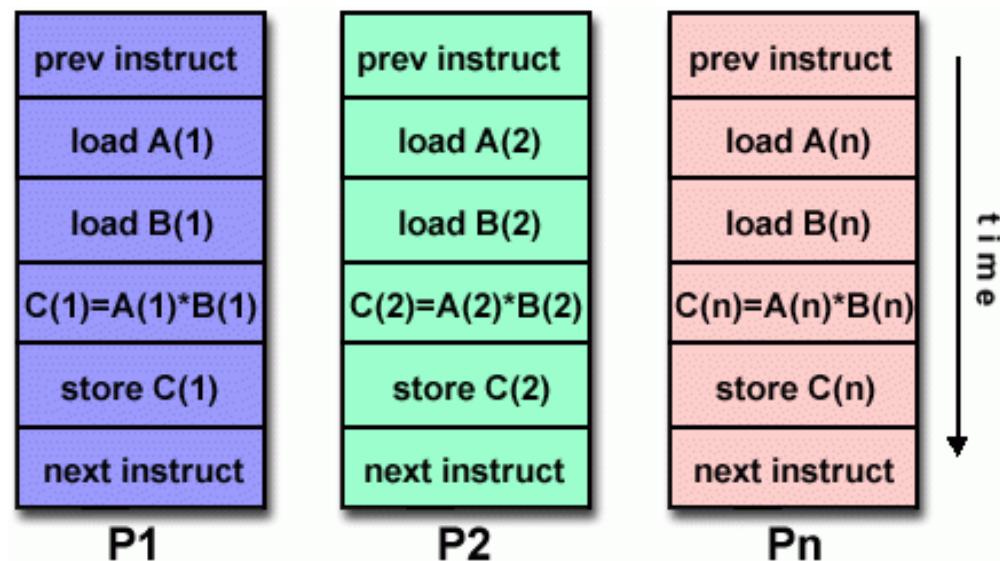 prev instruct
load A(1)
load B(1)
C(1)=A(1)*B(1)
store C(1)
next instruct
P1
prev instruct
load A(2)
load B(2)
C(2)=A(2)*B(2)
store C(2)
next instruct
P2
prev instruct
load A(n)
load B(n)
C(n)=A(n)*B(n)
store C(n)
next instruct
Pn
time